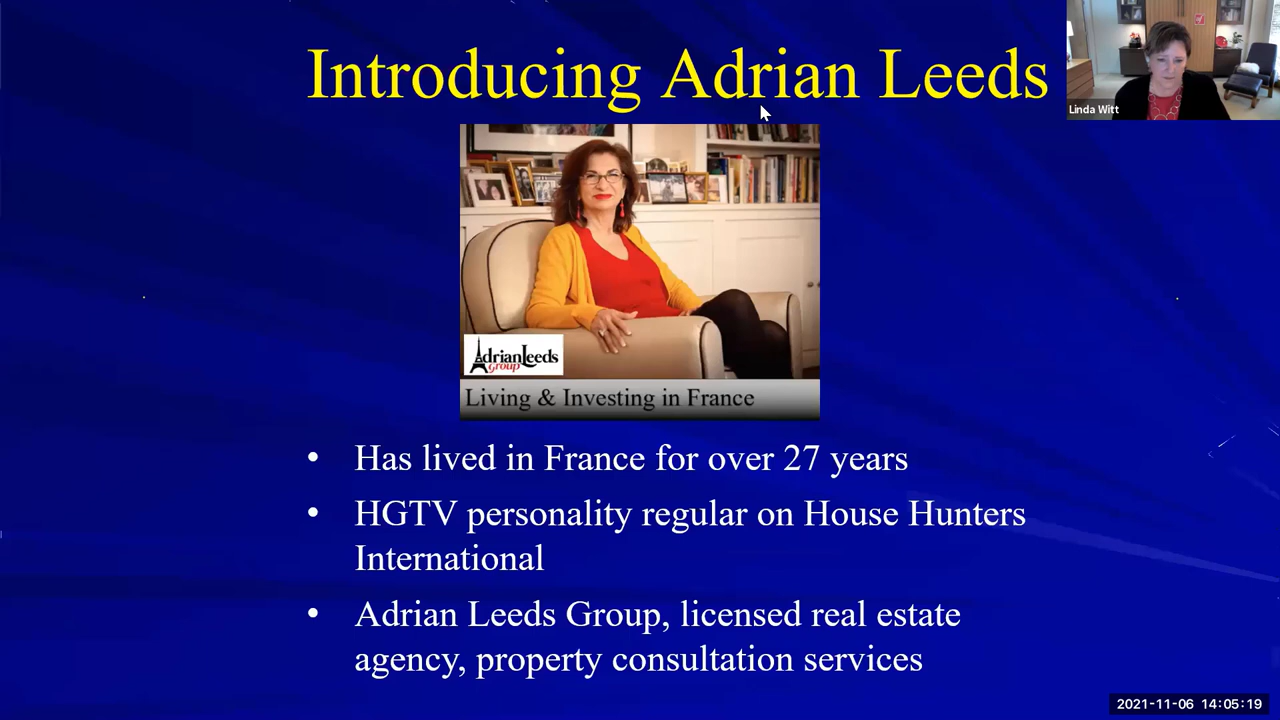 Introducing Adrian Leeds
Linda Witt
AdrianLeeds
Group
Living & Investing in France
• Has lived in France for over 27 years
• HGTV personality regular on House Hunters
International
• Adrian Leeds Group, licensed real estate
agency, property consultation services
2021-11-06 14:05:19